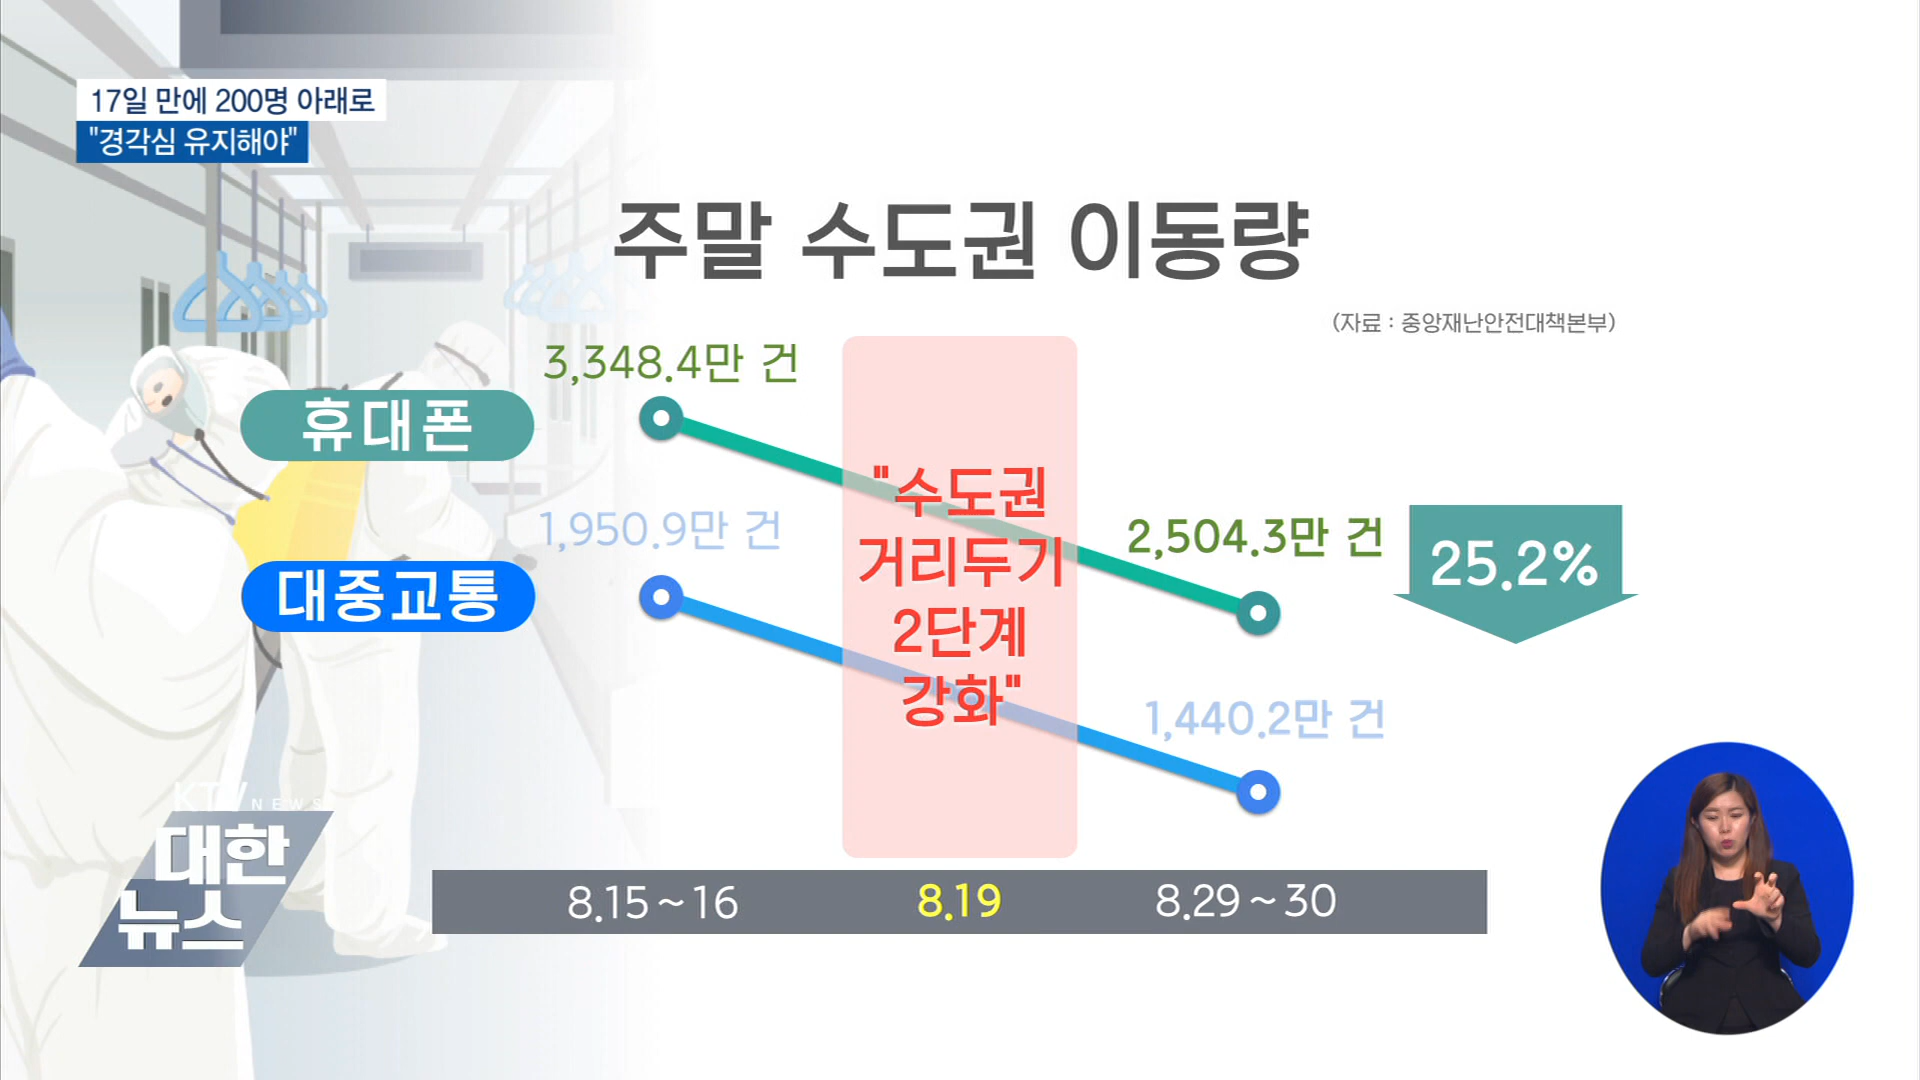 17일 만에 200명 아래로
"경각심 유지해야"
주말 수도권 이동량
(자료 : 중앙재난안전대책본부)
3,348.4만 건
휴대폰
1,950.9만 건
대중교통
"수도권
거리두기
2단계
강화"
2,504.3만 건
25.2%
1,440.2만 건
KTV NEWS
대한
뉴스
8.15~16
8.19
8.29~30